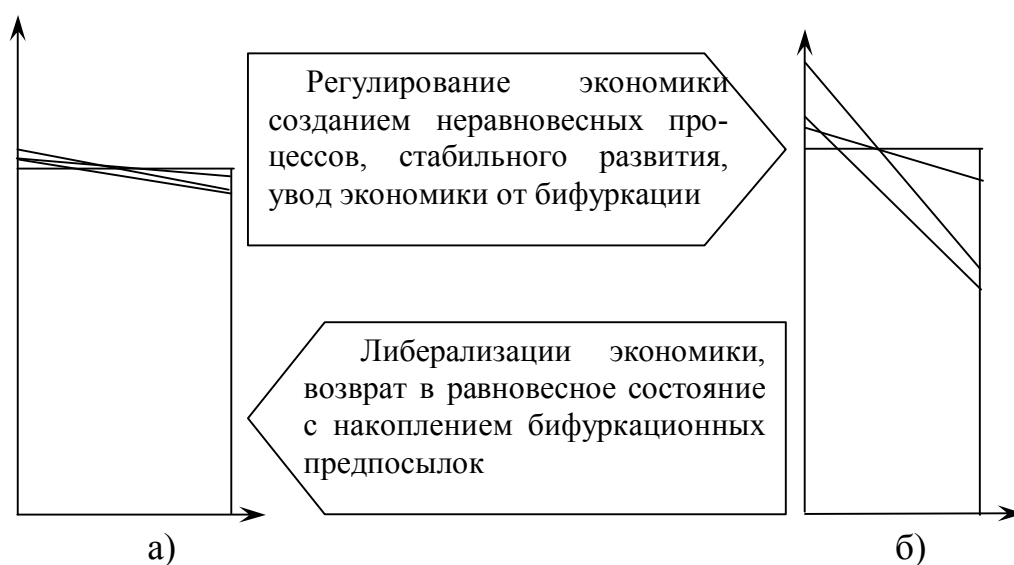 Регулирование экономики
созданием неравновесных про-
цессов, стабильного развития,
увод экономики от бифуркации
Либерализации экономики,
возврат в равновесное состояние
с накоплением бифуркационных
предпосылок
а)
б)